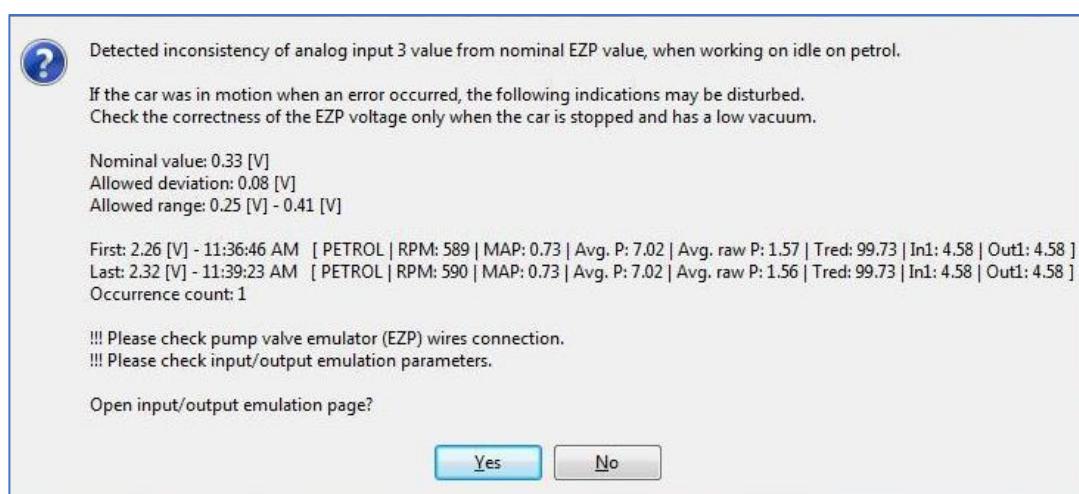 Detected inconsistency of analog input 3 value from nominal EZP value, when working on idle on petrol.
If the car was in motion when an error occurred, the following indications may be disturbed.
Check the correctness of the EZP voltage only when the car is stopped and has a low vacuum.
Nominal value: 0.33 [V]
Allowed deviation: 0.08 [V]
Allowed range: 0.25 [V] - 0.41 [V]
First: 2.26 [V] - 11:36:46 AM [ PETROL | RPM: 589 | MAP: 0.73 | Avg. P: 7.02 | Avg. raw P: 1.57 | Tred: 99.73 | In1: 4.58 | Out1: 4.58 ]
Last: 2.32 [V] - 11:39:23 AM [ PETROL | RPM: 590 | MAP: 0.73 | Avg. P: 7.02 | Avg. raw P: 1.56 | Tred: 99.73 | In1: 4.58 | Out1: 4.58 ]
Occurrence count: 1
!!! Please check pump valve emulator (EZP) wires connection.
!!! Please check input/output emulation parameters.
Open input/output emulation page?
Yes No